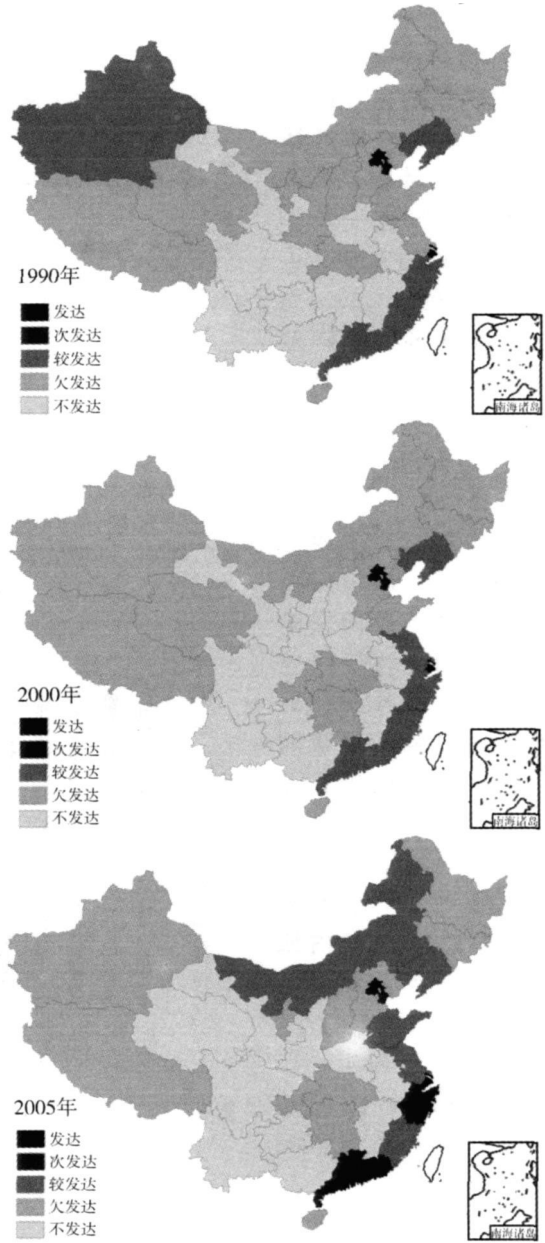 1990年
发达
次发达
较发达
欠发达
不发达
南海诸岛
2000年
发达
次发达
较发达
欠发达
不发达
南海诸岛
2005年
发达
次发达
较发达
欠发达
不发达
南海诸岛